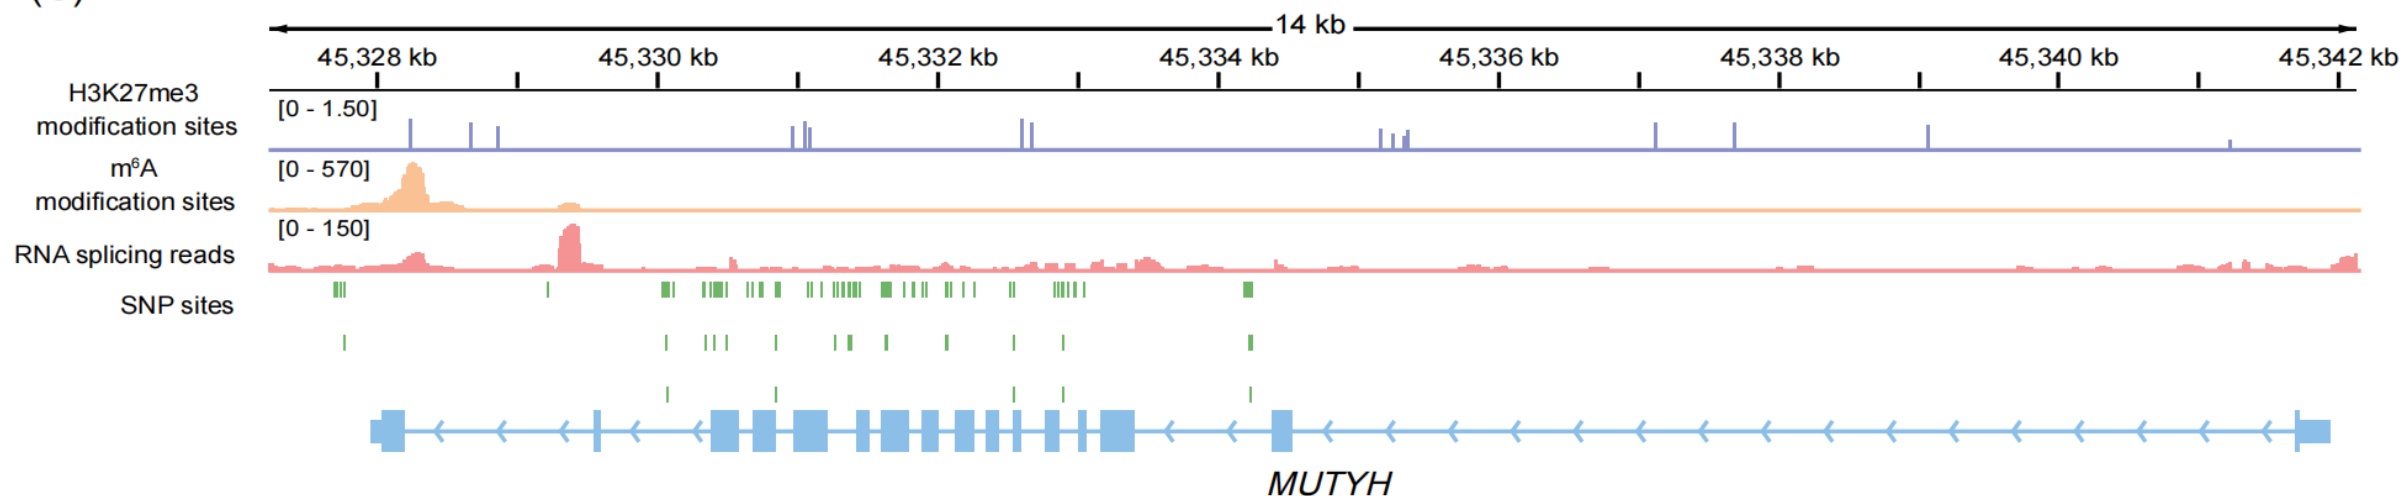 14 kb
45,328 kb 45,330 kb 45,332 kb 45,334 kb 45,336 kb 45,338 kb 45,340 kb 45,342 kb
H3K27me3
modification sites
[0 - 1.50]
m⁶A
modification sites
[0 - 570]
RNA splicing reads
[0 - 150]
SNP sites
MUTYH